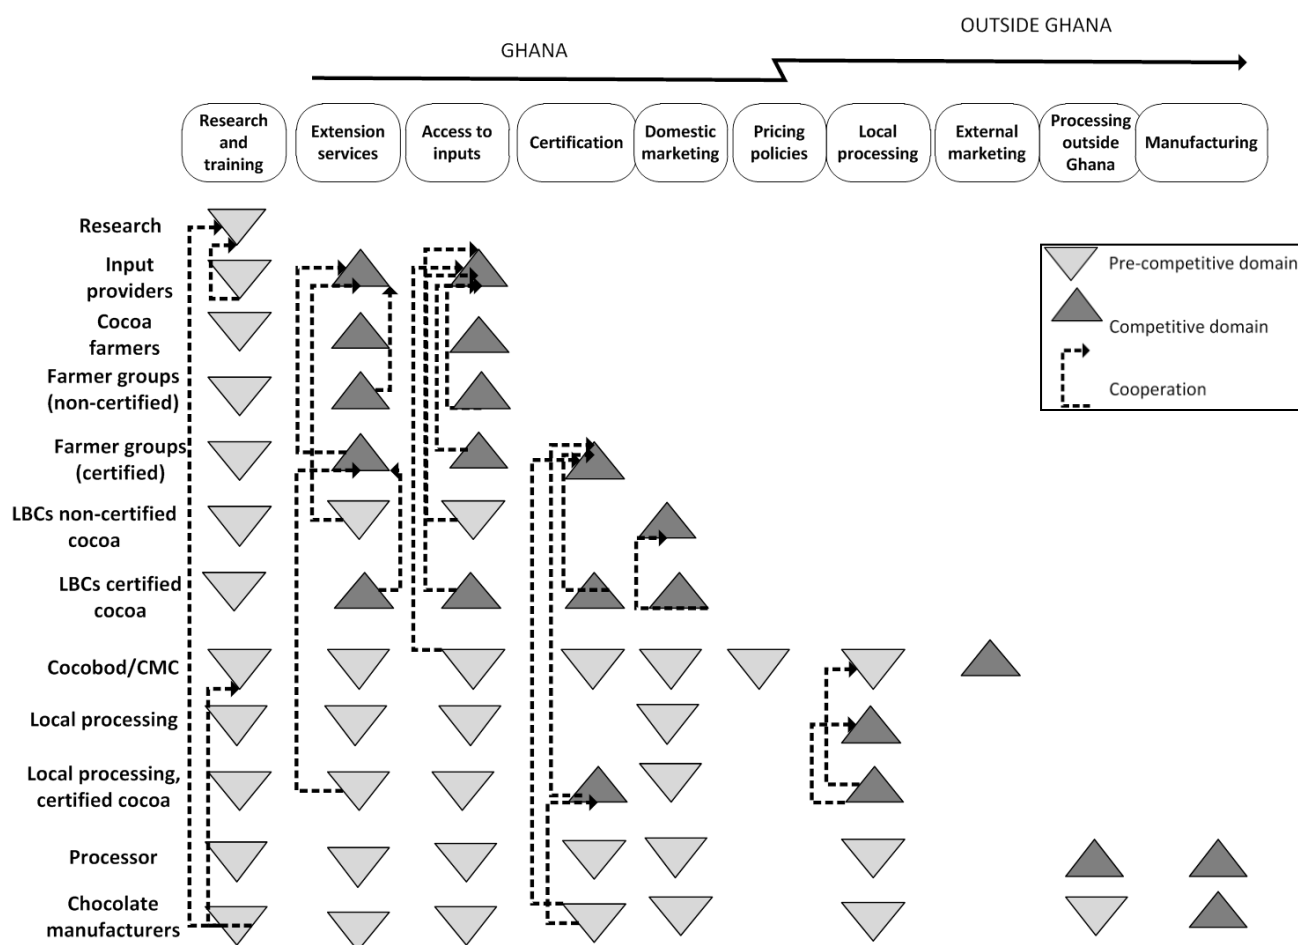 OUTSIDE GHANA
GHANA
Research
and
training
Extension
services
Access to
inputs
Certification
Domestic
marketing
Pricing
policies
Local
processing
External
marketing
Processing
outside
Ghana
Manufacturing
Research
Input
providers
Cocoa
farmers
Farmer groups
(non-certified)
Farmer groups
(certified)
LBCs non-certified
cocoa
LBCs certified
cocoa
Cocobod/CMC
Local processing
Local processing,
certified cocoa
Processor
Chocolate
manufacturers
Pre-competitive domain
Competitive domain
Cooperation